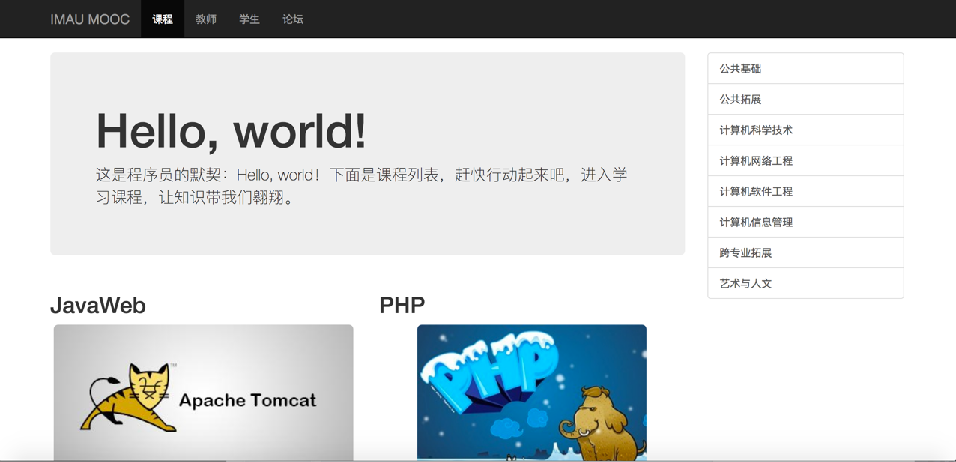 IMAU MOOC 课程 教师 学生 论坛
Hello, world!
这是程序员的默契：Hello, world！下面是课程列表，赶快行动起来吧，进入学
习课程，让知识带我们翱翔。
公共基础
公共拓展
计算机科学技术
计算机网络工程
计算机软件工程
计算机信息管理
跨专业拓展
艺术与人文
JavaWeb
Apache Tomcat
TM
PHP
PHP